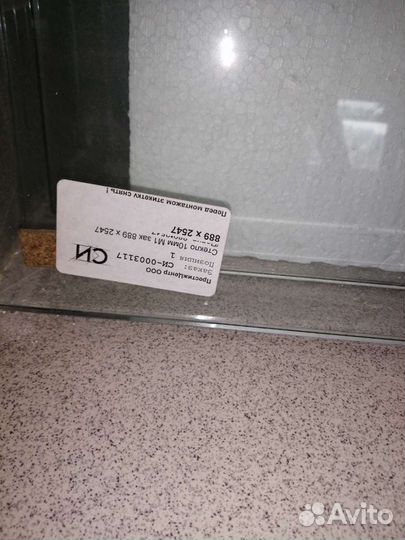 ПрестижЦентр ООО
Заказ: СИ-0003117
Позиция 1
СИ
Стекло 10мм М1 зак 889 x 2547
889 x 2547
Перед монтажом этикетку снять!
Avito